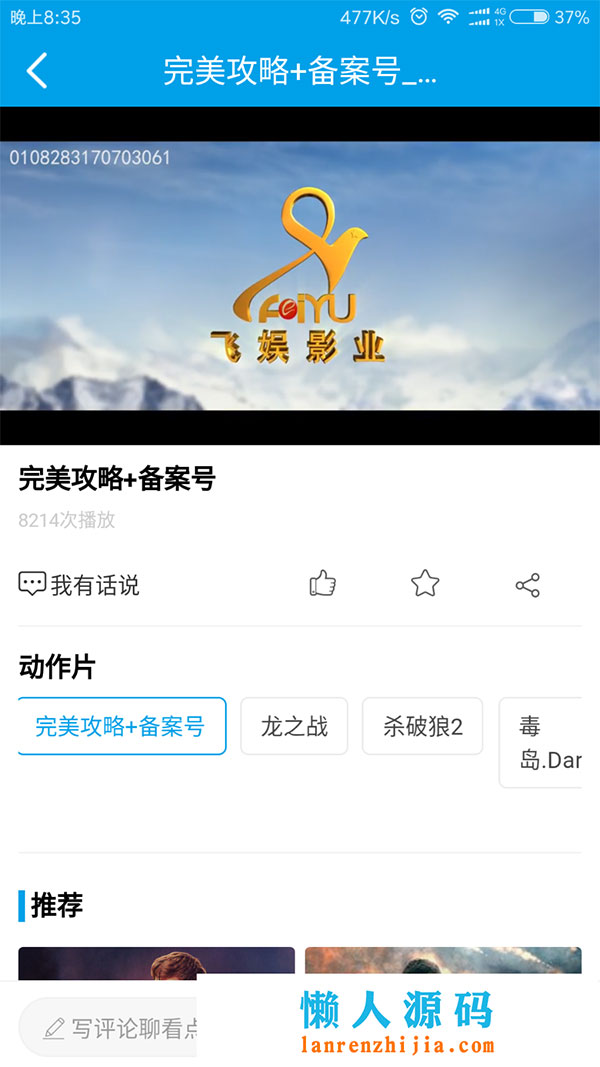 晚上8:35
477K/s 4G 1X 37%
完美攻略+备案号_...
0108283170703061
FeiYU
飞娱影业
完美攻略+备案号
8214次播放
我有话说
动作片
完美攻略+备案号
龙之战
杀破狼2
毒
岛.Dar
推荐
写评论聊看点
懒人源码
lanrenzhijia.com